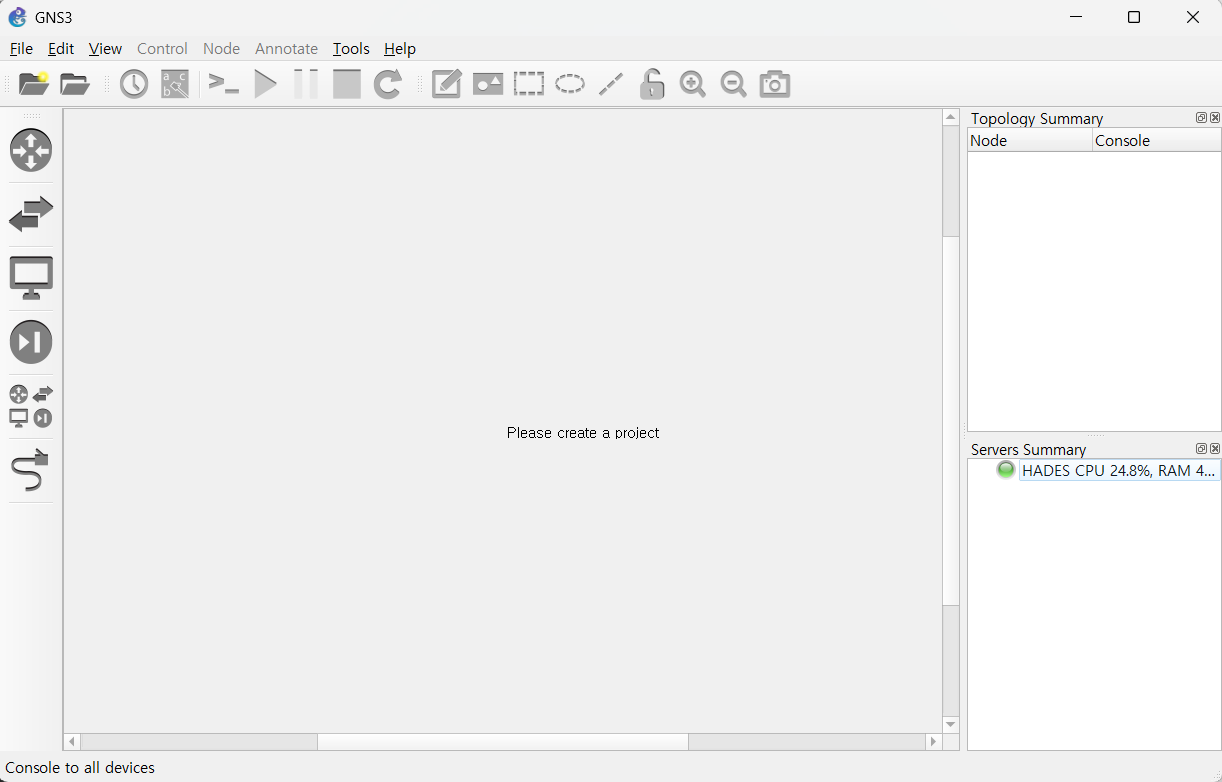 GNS3
File Edit View Control Node Annotate Tools Help
a c
b
Topology Summary
Node Console
Please create a project
Servers Summary
HADES CPU 24.8%, RAM 4...
Console to all devices